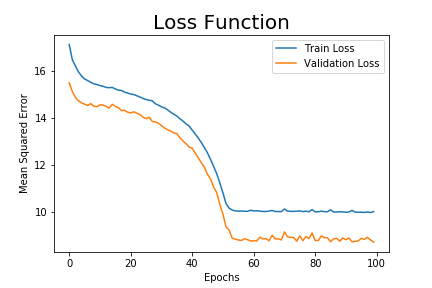 Loss Function
Train Loss
Validation Loss
Mean Squared Error
16
14
12
10
0 20 40 60 80 100
Epochs